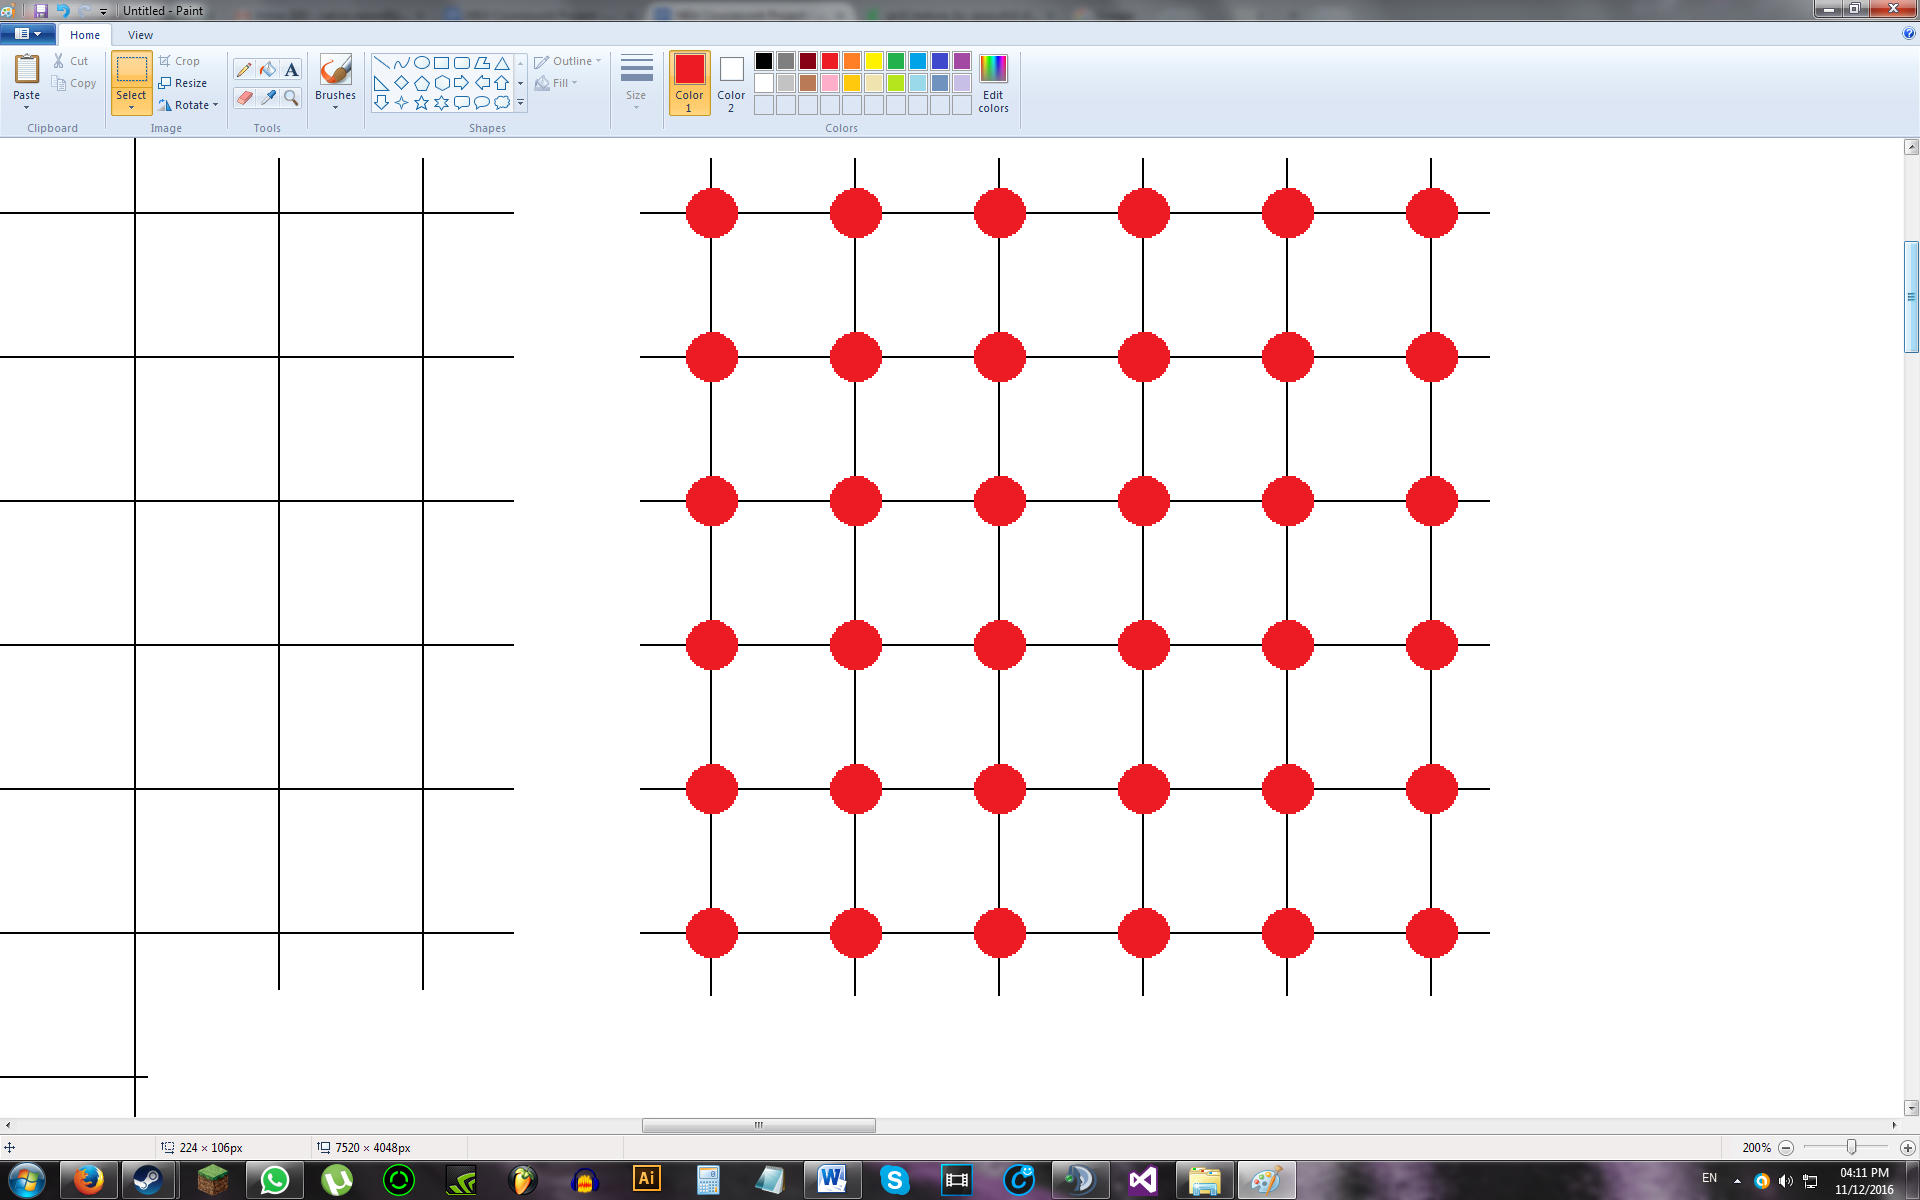 Untitled - Paint
Home
View
Paste
Cut
Copy
Clipboard
Select
Crop
Resize
Rotate
Image
A
Tools
Brushes
Shapes
Outline
Fill
Size
Color
1
Color
2
Edit
colors
Colors
224 × 106px
7520 × 4048px
200%
Ai
W
S
EN
04:11 PM
11/12/2016